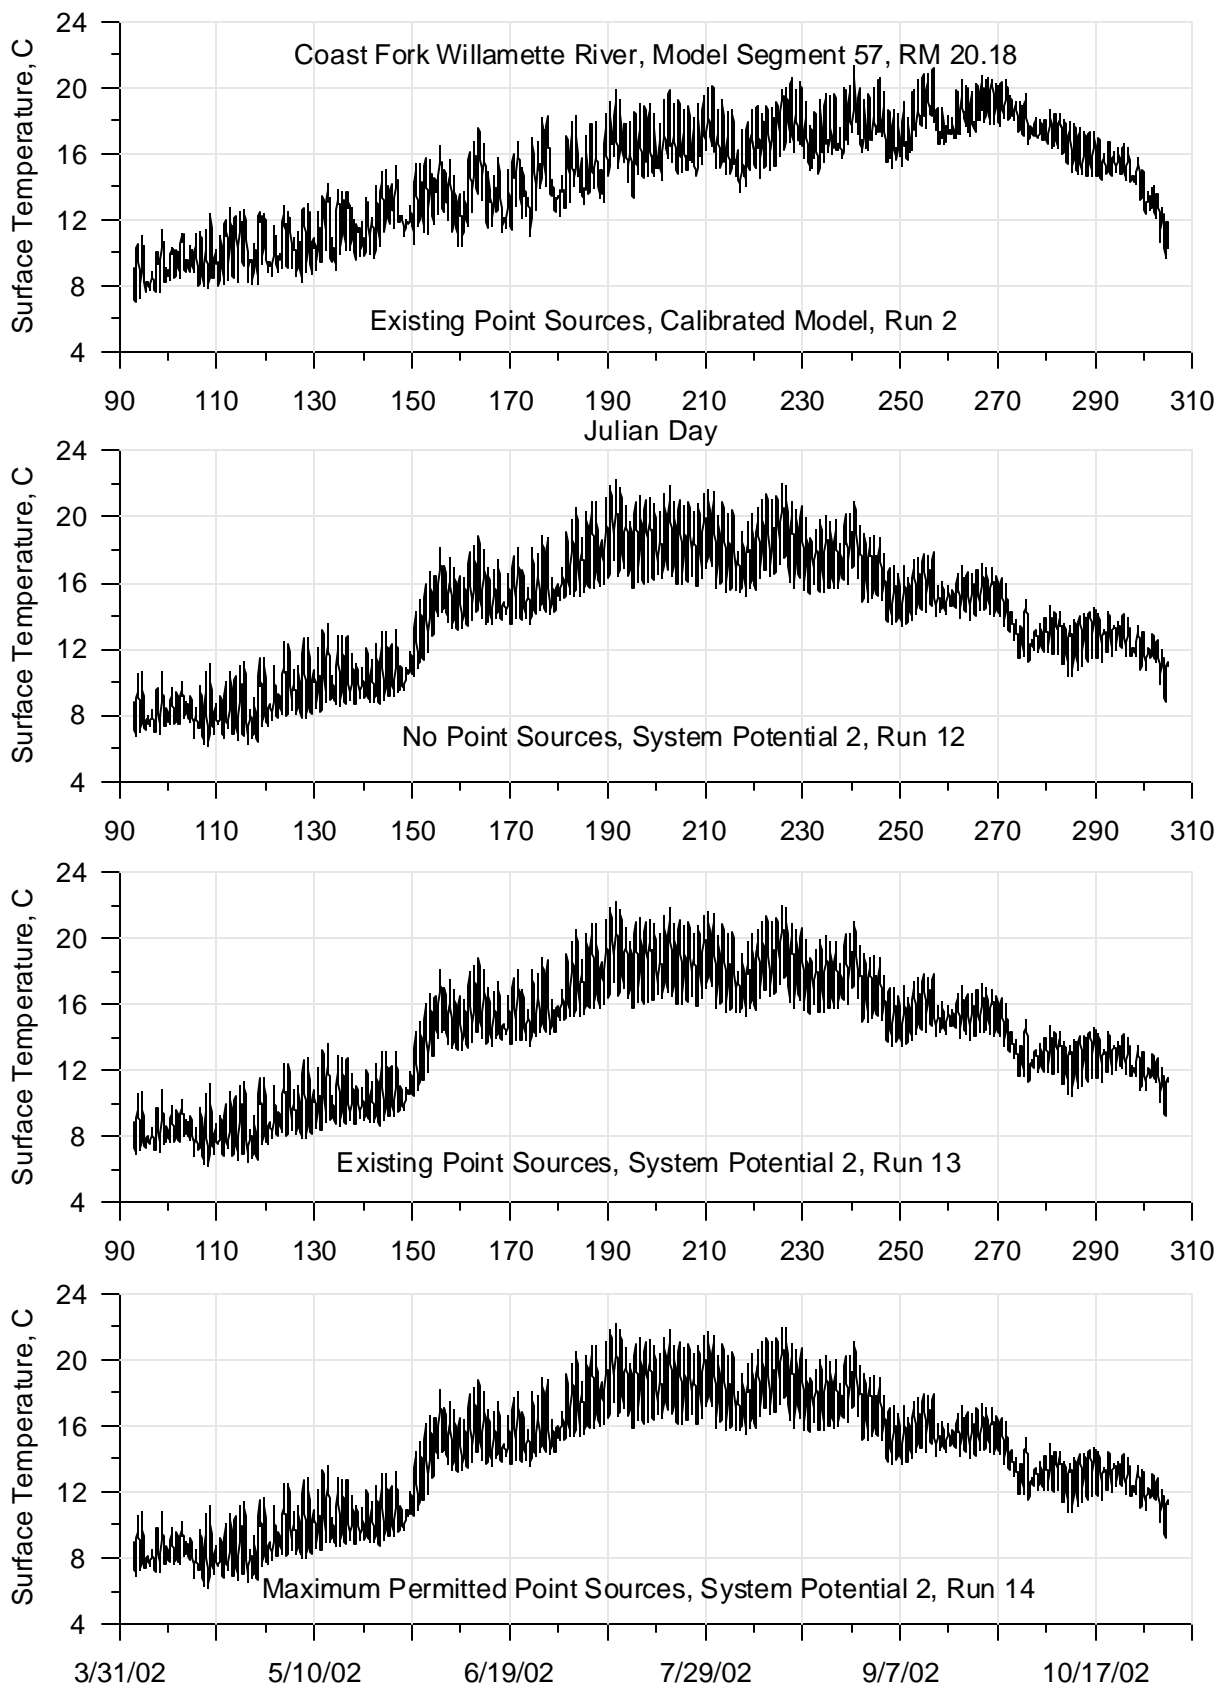 24
Coast Fork Willamette River, Model Segment 57, RM 20.18
20
16
12
8
4
Surface Temperature, C
Existing Point Sources, Calibrated Model, Run 2
90 110 130 150 170 190 210 230 250 270 290 310
Julian Day
24
20
16
12
8
4
Surface Temperature, C
No Point Sources, System Potential 2, Run 12
90 110 130 150 170 190 210 230 250 270 290 310
24
20
16
12
8
4
Surface Temperature, C
Existing Point Sources, System Potential 2, Run 13
90 110 130 150 170 190 210 230 250 270 290 310
24
20
16
12
8
4
Surface Temperature, C
Maximum Permitted Point Sources, System Potential 2, Run 14
3/31/02 5/10/02 6/19/02 7/29/02 9/7/02 10/17/02